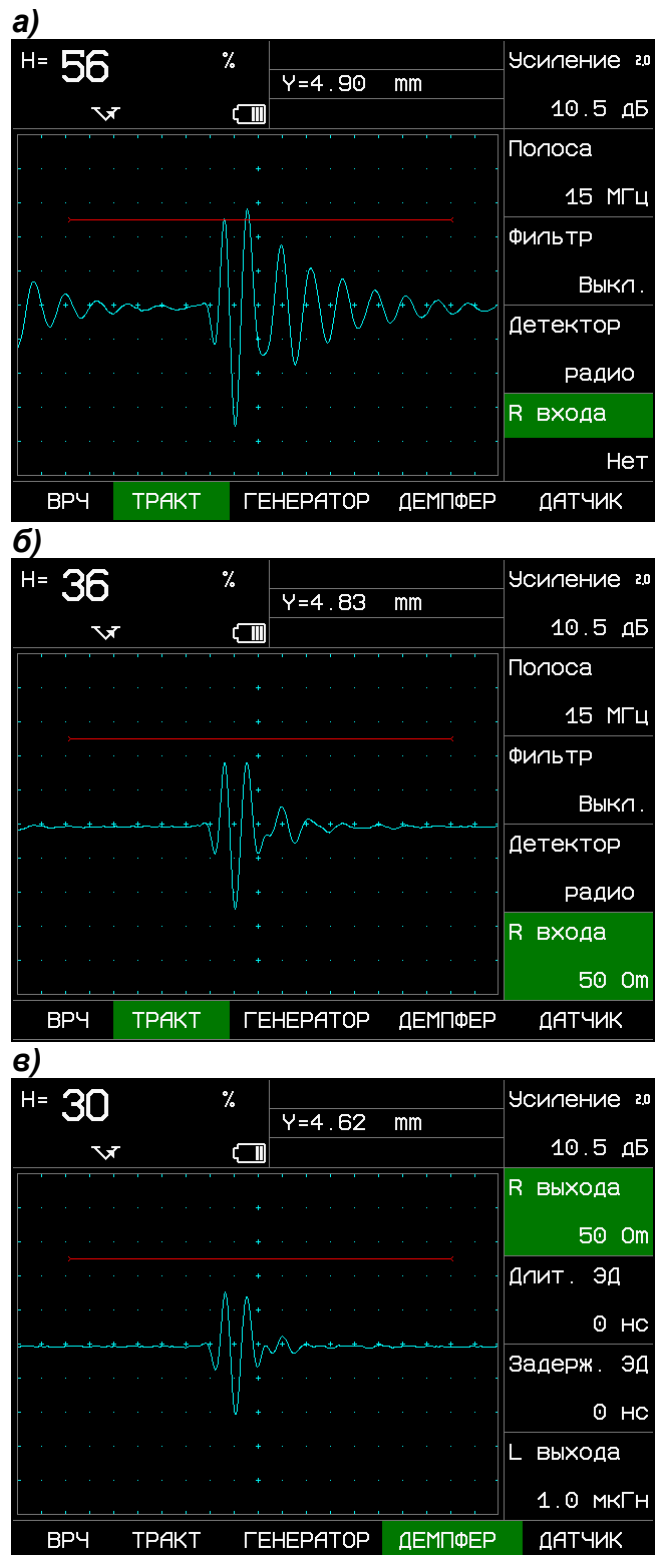 а)
H= 56 %
Y=4.90 mm
Усиление 2,0
10.5 дБ
Полоса
15 МГц
Фильтр
Выкл.
Детектор
радио
R входа
Нет
ВРЧ ТРАКТ ГЕНЕРАТОР ДЕМПФЕР ДАТЧИК
б)
H= 36 %
Y=4.83 mm
Усиление 2,0
10.5 дБ
Полоса
15 МГц
Фильтр
Выкл.
Детектор
радио
R входа
50 Om
ВРЧ ТРАКТ ГЕНЕРАТОР ДЕМПФЕР ДАТЧИК
в)
H= 30 %
Y=4.62 mm
Усиление 2,0
10.5 дБ
R выхода
50 Om
Длит. ЭД
0 нс
Задерж. ЭД
0 нс
L выхода
1.0 мкГн
ВРЧ ТРАКТ ГЕНЕРАТОР ДЕМПФЕР ДАТЧИК